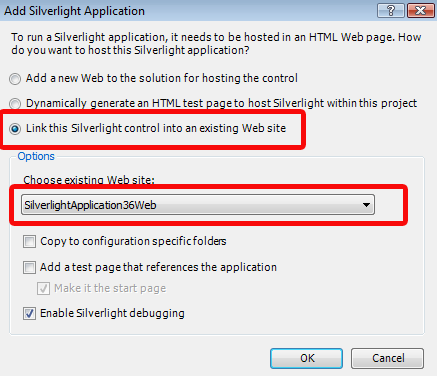 Add Silverlight Application
To run a Silverlight application, it needs to be hosted in an HTML Web page. How
do you want to host this Silverlight application?
Add a new Web to the solution for hosting the control
Dynamically generate an HTML test page to host Silverlight within this project
Link this Silverlight control into an existing Web site
Options
Choose existing Web site:
SilverlightApplication36Web
Copy to configuration specific folders
Add a test page that references the application
Make it the start page
Enable Silverlight debugging
OK
Cancel